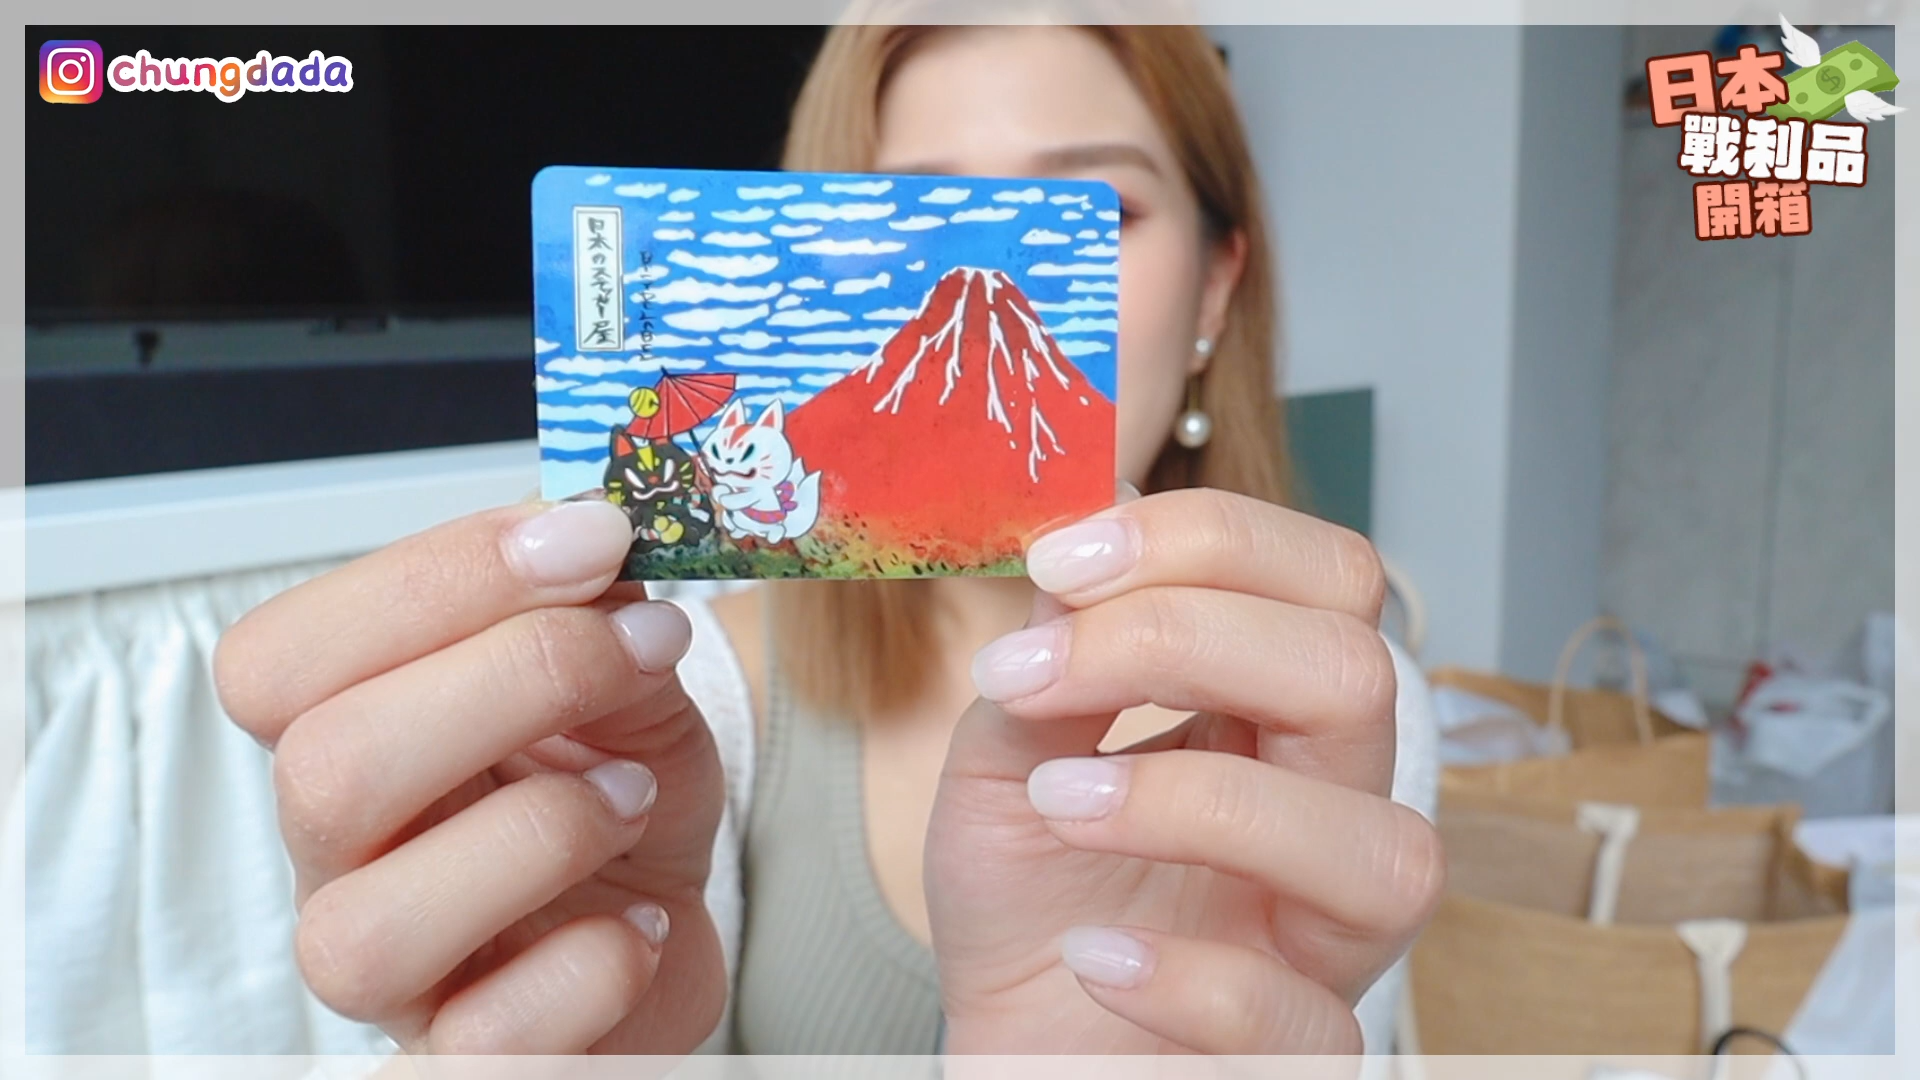 chungdada
日本
戰利品
開箱
日本のステッカー屋